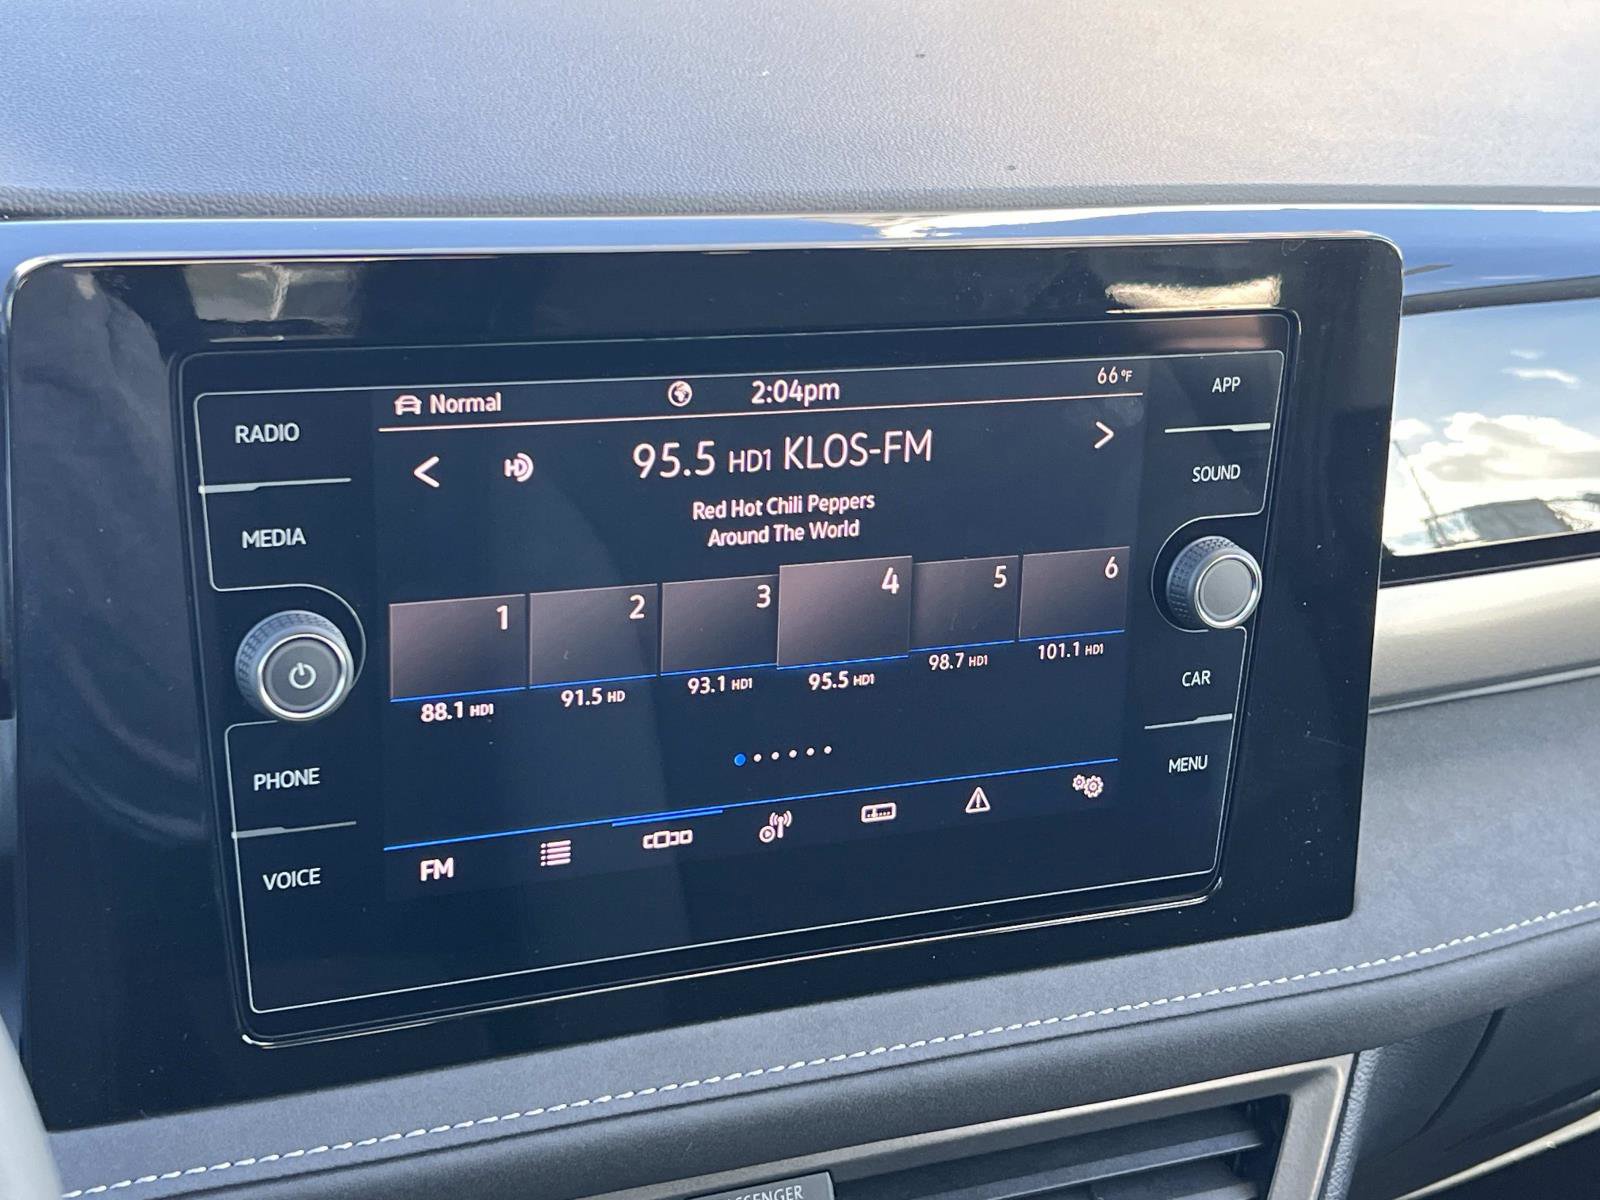 Normal 2:04pm 66°F
RADIO
MEDIA
PHONE
VOICE
< HD 95.5 HD1 KLOS-FM >
Red Hot Chili Peppers
Around The World
1 2 3 4 5 6
88.1 HD1 91.5 HD 93.1 HD1 95.5 HD1 98.7 HD1 101.1 HD1
FM
APP
SOUND
CAR
MENU